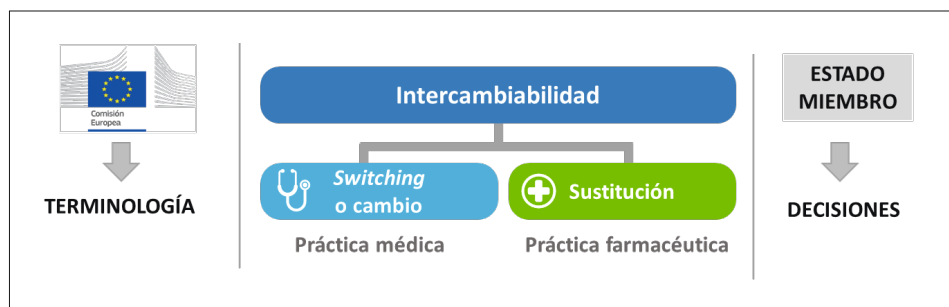 Comisión
Europea
TERMINOLOGÍA
Intercambiabilidad
Switching
o cambio
Práctica médica
Sustitución
Práctica farmacéutica
ESTADO
MIEMBRO
DECISIONES